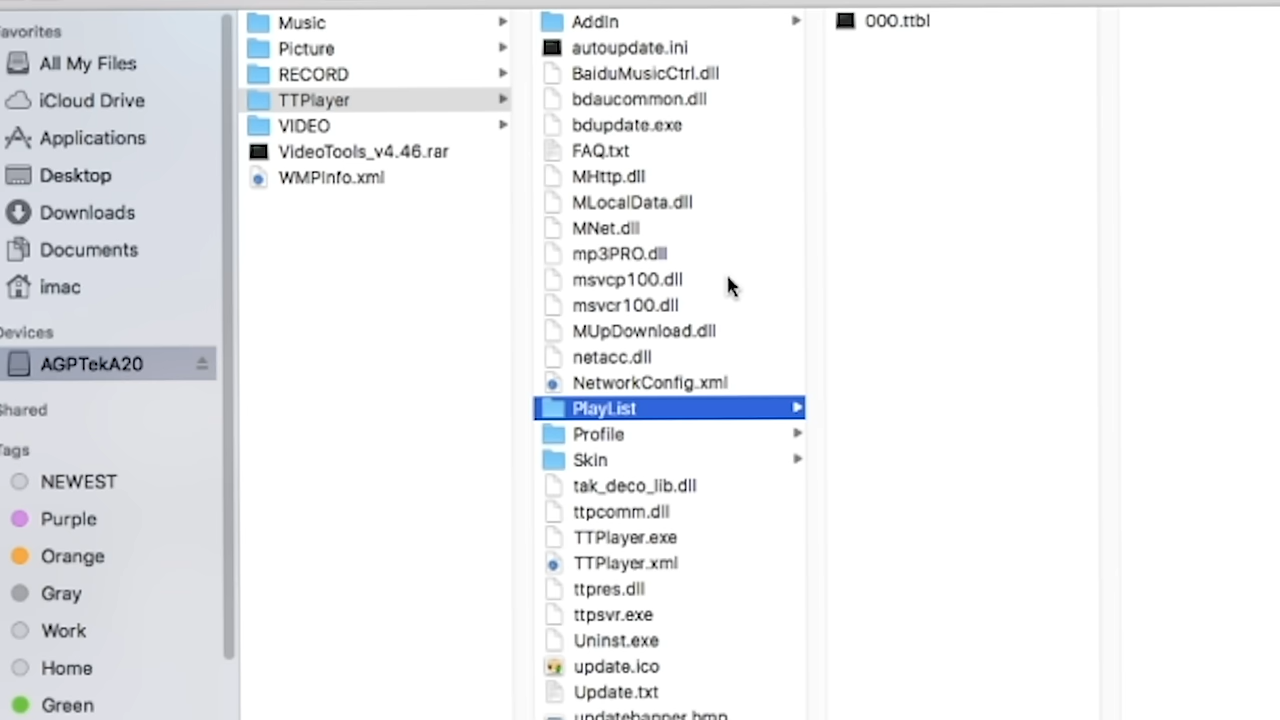 avorites
All My Files
iCloud Drive
Applications
Desktop
Downloads
Documents
imac
Devices
AGPTekA20
Shared
Tags
NEWEST
Purple
Orange
Gray
Work
Home
Green
Music
Picture
RECORD
TTPlayer
VIDEO
VideoTools_v4.46.rar
WMPInfo.xml
AddIn
autoupdate.ini
BaiduMusicCtrl.dll
bdaucommon.dll
bdupdate.exe
FAQ.txt
MHttp.dll
MLocalData.dll
MNet.dll
mp3PRO.dll
msvcp100.dll
msvcr100.dll
MUpDownload.dll
netacc.dll
NetworkConfig.xml
PlayList
Profile
Skin
tak_deco_lib.dll
ttpcomm.dll
TTPlayer.exe
TTPlayer.xml
ttpres.dll
ttpsvr.exe
Uninst.exe
update.ico
Update.txt
updatebanner.bmp
000.ttbl